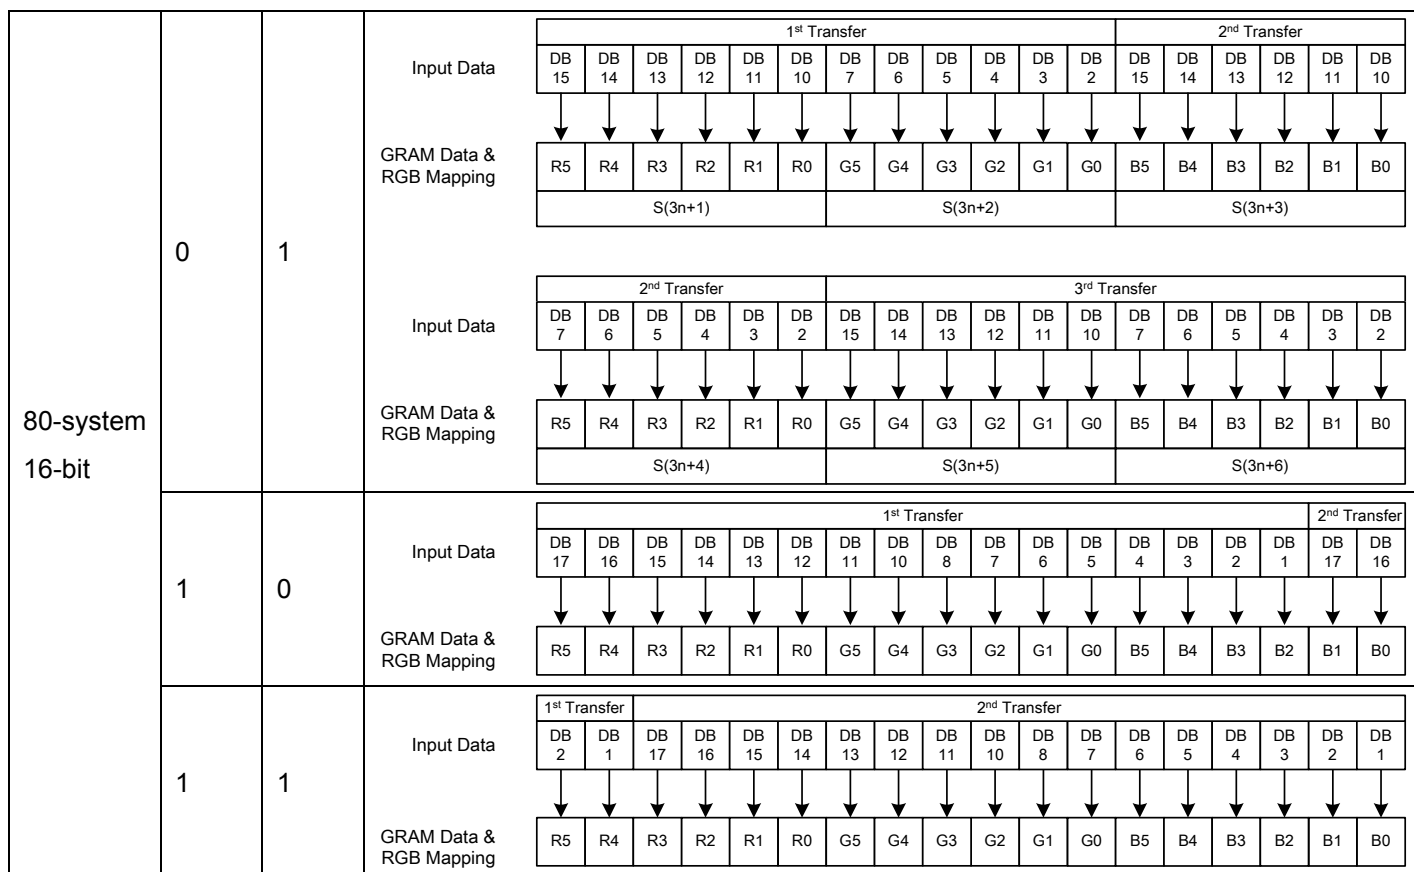 1st Transfer 2nd Transfer
Input Data DB 15 DB 14 DB 13 DB 12 DB 11 DB 10 DB 7 DB 6 DB 5 DB 4 DB 3 DB 2 DB 15 DB 14 DB 13 DB 12 DB 11 DB 10
GRAM Data &
RGB Mapping
R5 R4 R3 R2 R1 R0 G5 G4 G3 G2 G1 G0 B5 B4 B3 B2 B1 B0
S(3n+1) S(3n+2) S(3n+3)
0 1
2nd Transfer 3rd Transfer
Input Data DB 7 DB 6 DB 5 DB 4 DB 3 DB 2 DB 15 DB 14 DB 13 DB 12 DB 11 DB 10 DB 7 DB 6 DB 5 DB 4 DB 3 DB 2
GRAM Data &
RGB Mapping
R5 R4 R3 R2 R1 R0 G5 G4 G3 G2 G1 G0 B5 B4 B3 B2 B1 B0
S(3n+4) S(3n+5) S(3n+6)
80-system
16-bit
1st Transfer 2nd Transfer
Input Data DB 17 DB 16 DB 15 DB 14 DB 13 DB 12 DB 11 DB 10 DB 8 DB 7 DB 6 DB 5 DB 4 DB 3 DB 2 DB 1 DB 17 DB 16
1 0
GRAM Data &
RGB Mapping
R5 R4 R3 R2 R1 R0 G5 G4 G3 G2 G1 G0 B5 B4 B3 B2 B1 B0
1st Transfer 2nd Transfer
Input Data DB 2 DB 1 DB 17 DB 16 DB 15 DB 14 DB 13 DB 12 DB 11 DB 10 DB 8 DB 7 DB 6 DB 5 DB 4 DB 3 DB 2 DB 1
1 1
GRAM Data &
RGB Mapping
R5 R4 R3 R2 R1 R0 G5 G4 G3 G2 G1 G0 B5 B4 B3 B2 B1 B0